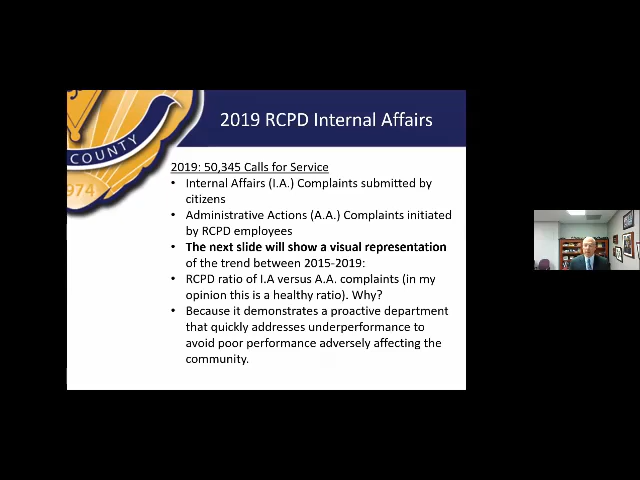 2019 RCPD Internal Affairs
COUNTY
1974
2019: 50,345 Calls for Service
• Internal Affairs (I.A.) Complaints submitted by
citizens
• Administrative Actions (A.A.) Complaints initiated
by RCPD employees
• The next slide will show a visual representation
of the trend between 2015-2019:
• RCPD ratio of I.A versus A.A. complaints (in my
opinion this is a healthy ratio). Why?
• Because it demonstrates a proactive department
that quickly addresses underperformance to
avoid poor performance adversely affecting the
community.